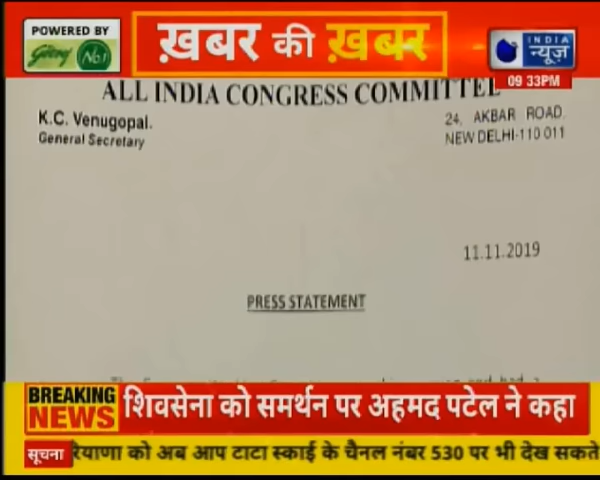 POWERED BY
Godrej No.1
ख़बर की ख़बर
INDIA
न्यूज़
09 33PM
ALL INDIA CONGRESS COMMITTEE
K.C. Venugopal.
General Secretary
24, AKBAR ROAD.
NEW DELHI-110 011
11.11.2019
PRESS STATEMENT
BREAKING
NEWS
शिवसेना को समर्थन पर अहमद पटेल ने कहा
सूचना
रियाणा को अब आप टाटा स्काई के चैनल नंबर 530 पर भी देख सकते